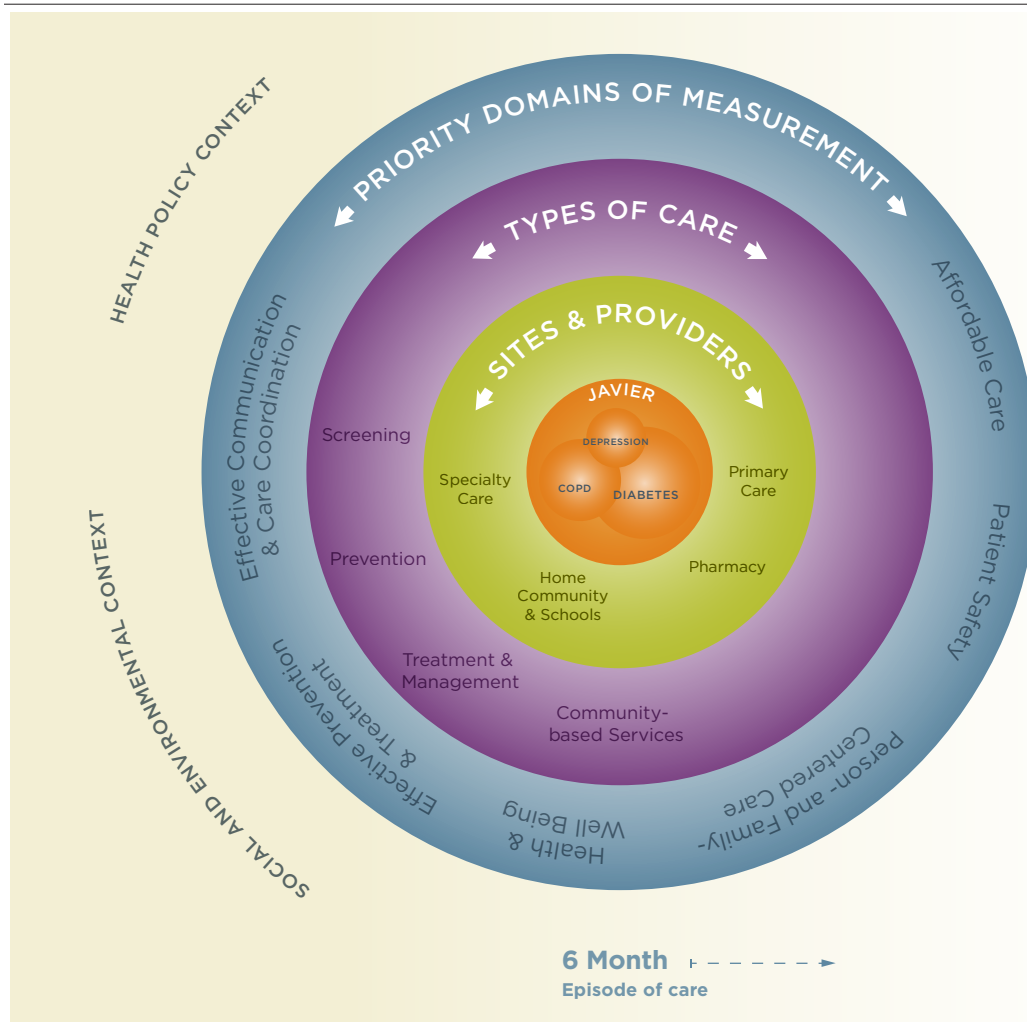 HEALTH POLICY CONTEXT
SOCIAL AND ENVIRONMENTAL CONTEXT
PRIORITY DOMAINS OF MEASUREMENT
Affordable Care
Patient Safety
Person- and Family-
Centered Care
Health &
Well Being
Effective Prevention
& Treatment
Effective Communication
& Care Coordination
TYPES OF CARE
Screening
Prevention
Treatment &
Management
Community-
based Services
SITES & PROVIDERS
Specialty
Care
Primary
Care
Pharmacy
Home
Community
& Schools
JAVIER
DEPRESSION
COPD
DIABETES
6 Month
Episode of care